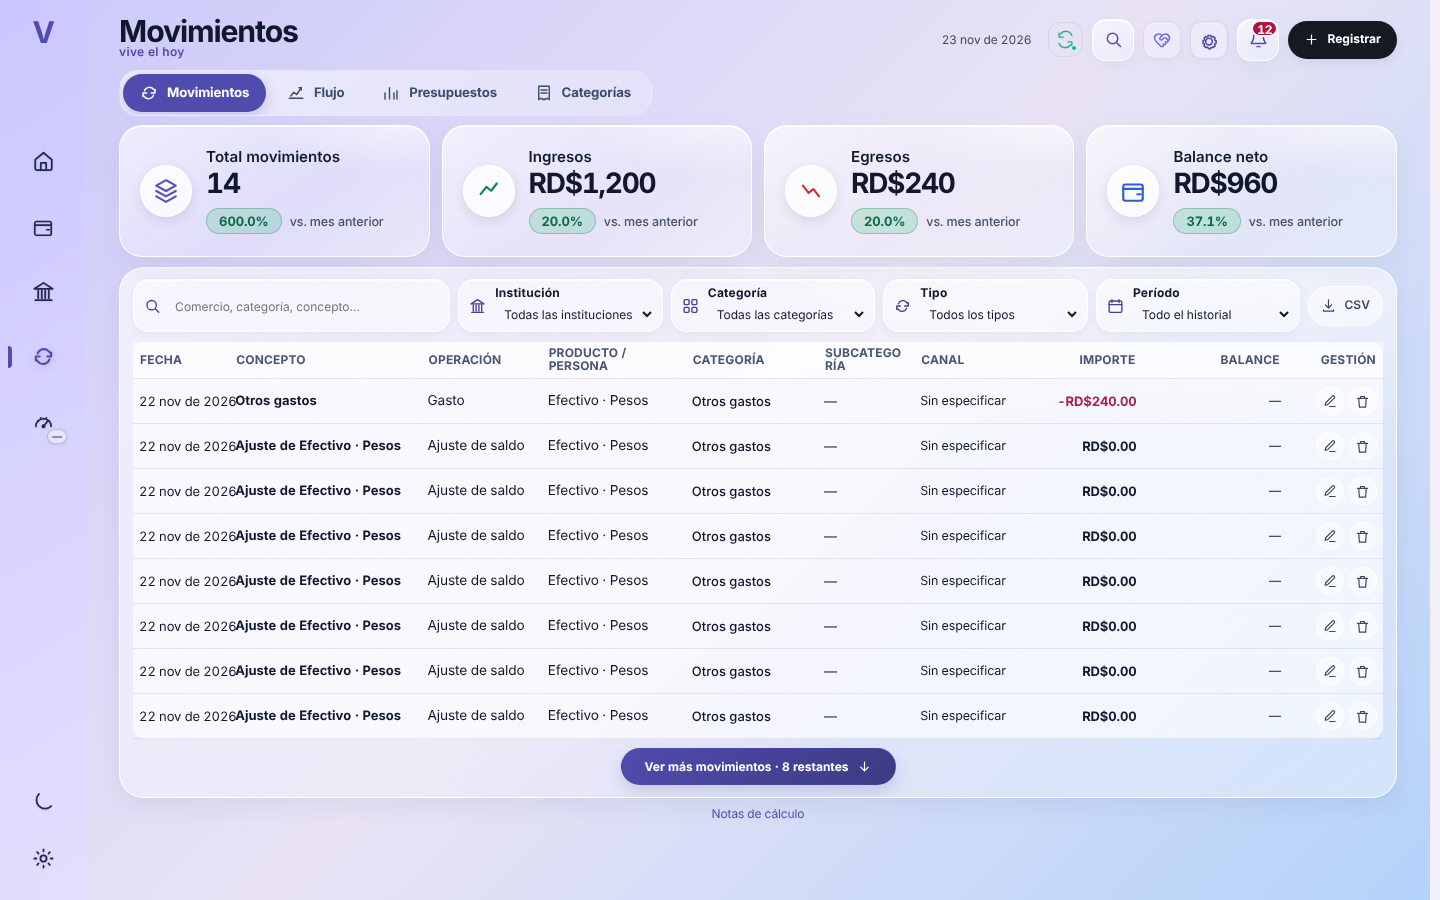 V
Movimientos
vive el hoy
23 nov de 2026
12
Registrar
Movimientos
Flujo
Presupuestos
Categorías
Total movimientos
14
600.0% vs. mes anterior
Ingresos
RD$1,200
20.0% vs. mes anterior
Egresos
RD$240
20.0% vs. mes anterior
Balance neto
RD$960
37.1% vs. mes anterior
Comercio, categoría, concepto...
Institución
Todas las instituciones
Categoría
Todas las categorías
Tipo
Todos los tipos
Período
Todo el historial
CSV
FECHA CONCEPTO OPERACIÓN PRODUCTO / PERSONA CATEGORÍA SUBCATEGORÍA CANAL IMPORTE BALANCE GESTIÓN
22 nov de 2026 Otros gastos Gasto Efectivo · Pesos Otros gastos — Sin especificar -RD$240.00 —
22 nov de 2026 Ajuste de Efectivo · Pesos Ajuste de saldo Efectivo · Pesos Otros gastos — Sin especificar RD$0.00 —
22 nov de 2026 Ajuste de Efectivo · Pesos Ajuste de saldo Efectivo · Pesos Otros gastos — Sin especificar RD$0.00 —
22 nov de 2026 Ajuste de Efectivo · Pesos Ajuste de saldo Efectivo · Pesos Otros gastos — Sin especificar RD$0.00 —
22 nov de 2026 Ajuste de Efectivo · Pesos Ajuste de saldo Efectivo · Pesos Otros gastos — Sin especificar RD$0.00 —
22 nov de 2026 Ajuste de Efectivo · Pesos Ajuste de saldo Efectivo · Pesos Otros gastos — Sin especificar RD$0.00 —
22 nov de 2026 Ajuste de Efectivo · Pesos Ajuste de saldo Efectivo · Pesos Otros gastos — Sin especificar RD$0.00 —
22 nov de 2026 Ajuste de Efectivo · Pesos Ajuste de saldo Efectivo · Pesos Otros gastos — Sin especificar RD$0.00 —
Ver más movimientos · 8 restantes ↓
Notas de cálculo